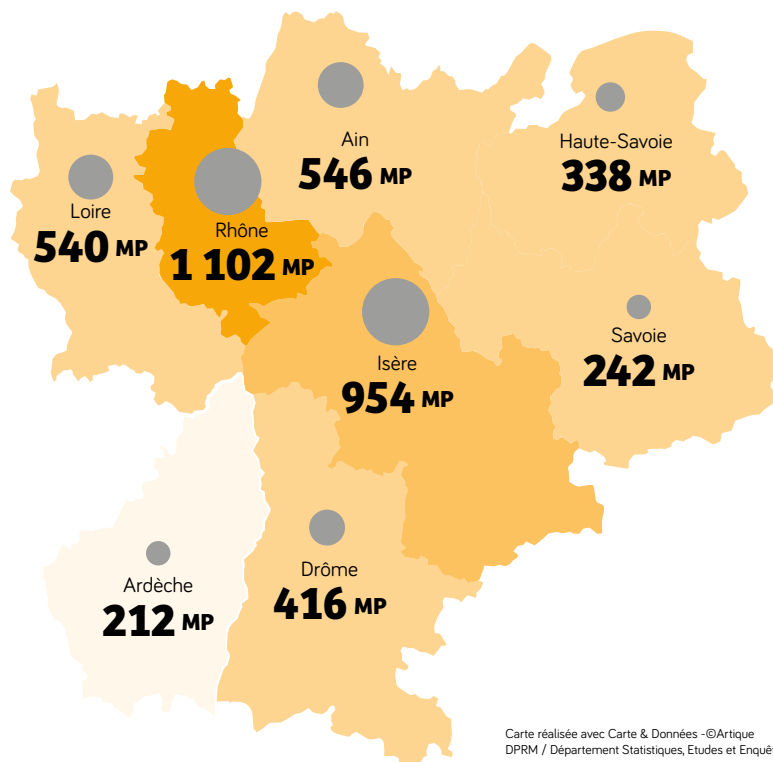 Ain
546 MP
Haute-Savoie
338 MP
Loire
540 MP
Rhône
1 102 MP
Isère
954 MP
Savoie
242 MP
Ardèche
212 MP
Drôme
416 MP
Carte réalisée avec Carte & Données -©Artique
DPRM / Département Statistiques, Etudes et Enquêt